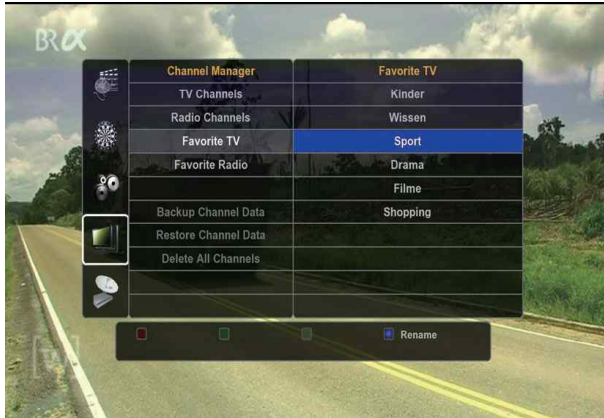 BRα
Channel Manager
Favorite TV
TV Channels
Kinder
Radio Channels
Wissen
Favorite TV
Sport
Favorite Radio
Drama
Filme
Backup Channel Data
Shopping
Restore Channel Data
Delete All Channels
Rename